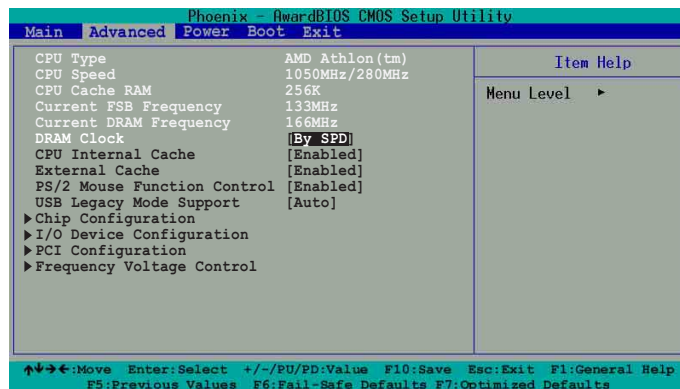 Phoenix - AwardBIOS CMOS Setup Utility
Main Advanced Power Boot Exit
CPU Type AMD Athlon(tm)
CPU Speed 1050MHz/280MHz
CPU Cache RAM 256K
Current FSB Frequency 133MHz
Current DRAM Frequency 166MHz
DRAM Clock [By SPD]
CPU Internal Cache [Enabled]
External Cache [Enabled]
PS/2 Mouse Function Control [Enabled]
USB Legacy Mode Support [Auto]
▶Chip Configuration
▶I/O Device Configuration
▶PCI Configuration
▶Frequency Voltage Control
Item Help
Menu Level ▶
↑↓→←:Move Enter:Select +/-/PU/PD:Value F10:Save Esc:Exit F1:General Help
F5:Previous Values F6:Fail-Safe Defaults F7:Optimized Defaults